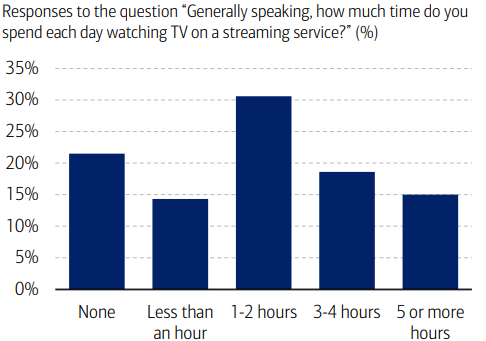 Responses to the question “Generally speaking, how much time do you
spend each day watching TV on a streaming service?” (%)
35%
30%
25%
20%
15%
10%
5%
0%
None
Less than
an hour
1-2 hours
3-4 hours
5 or more
hours